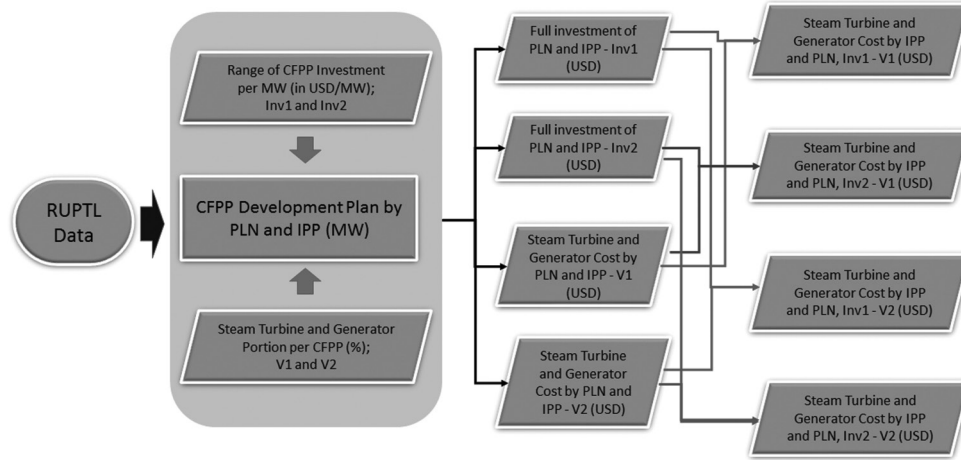 RUPTL
Data
Range of CFPP Investment
per MW (in USD/MW);
Inv1 and Inv2
CFPP Development Plan by
PLN and IPP (MW)
Steam Turbine and Generator
Portion per CFPP (%);
V1 and V2
Full investment of
PLN and IPP - Inv1
(USD)
Full investment of
PLN and IPP - Inv2
(USD)
Steam Turbine and
Generator Cost by
PLN and IPP - V1
(USD)
Steam Turbine
and Generator
Cost by PLN and
IPP - V2 (USD)
Steam Turbine and
Generator Cost by IPP
and PLN, Inv1 - V1 (USD)
Steam Turbine and
Generator Cost by IPP
and PLN, Inv2 - V1 (USD)
Steam Turbine and
Generator Cost by IPP
and PLN, Inv1 - V2 (USD)
Steam Turbine and
Generator Cost by IPP
and PLN, Inv2 - V2 (USD)